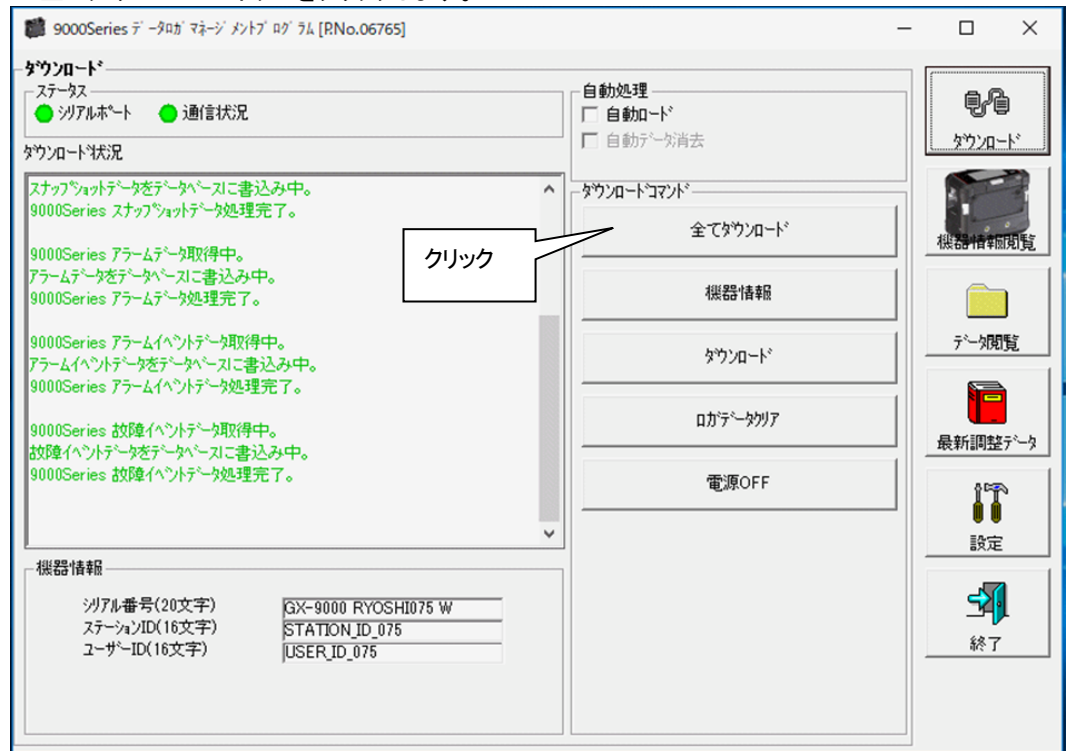 9000Series ﾃﾞｰﾀﾛｶﾞﾏﾈｰｼﾞﾒﾝﾄﾌﾟﾛｸﾞﾗﾑ [P.No.06765]
ﾀﾞｳﾝﾛｰﾄﾞ
ｽﾃｰﾀｽ
ｼﾘｱﾙﾎﾟｰﾄ 通信状況
自動処理
自動ﾛｰﾄﾞ
自動ﾃﾞｰﾀ消去
ﾀﾞｳﾝﾛｰﾄﾞ状況
ｽﾅｯﾌﾟｼｮｯﾄﾃﾞｰﾀをﾃﾞｰﾀﾍﾞｰｽに書込み中。
9000Series ｽﾅｯﾌﾟｼｮｯﾄﾃﾞｰﾀ処理完了。
9000Series ｱﾗｰﾑﾃﾞｰﾀ取得中。
ｱﾗｰﾑﾃﾞｰﾀをﾃﾞｰﾀﾍﾞｰｽに書込み中。
9000Series ｱﾗｰﾑﾃﾞｰﾀ処理完了。
9000Series ｱﾗｰﾑｲﾍﾞﾝﾄﾃﾞｰﾀ取得中。
ｱﾗｰﾑｲﾍﾞﾝﾄﾃﾞｰﾀをﾃﾞｰﾀﾍﾞｰｽに書込み中。
9000Series ｱﾗｰﾑｲﾍﾞﾝﾄﾃﾞｰﾀ処理完了。
9000Series 故障ｲﾍﾞﾝﾄﾃﾞｰﾀ取得中。
故障ｲﾍﾞﾝﾄﾃﾞｰﾀをﾃﾞｰﾀﾍﾞｰｽに書込み中。
9000Series 故障ｲﾍﾞﾝﾄﾃﾞｰﾀ処理完了。
クリック
ﾀﾞｳﾝﾛｰﾄﾞｺﾏﾝﾄﾞ
全てﾀﾞｳﾝﾛｰﾄﾞ
機器情報
ﾀﾞｳﾝﾛｰﾄﾞ
ﾛｶﾞﾃﾞｰﾀｸﾘｱ
電源OFF
機器情報
ｼﾘｱﾙ番号(20文字) GX-9000 RYOSHI075 W
ｽﾃｰｼｮﾝID(16文字) STATION_ID_075
ﾕｰｻﾞｰID(16文字) USER_ID_075
ﾀﾞｳﾝﾛｰﾄﾞ
機器情報閲覧
ﾃﾞｰﾀ閲覧
最新調整ﾃﾞｰﾀ
設定
終了